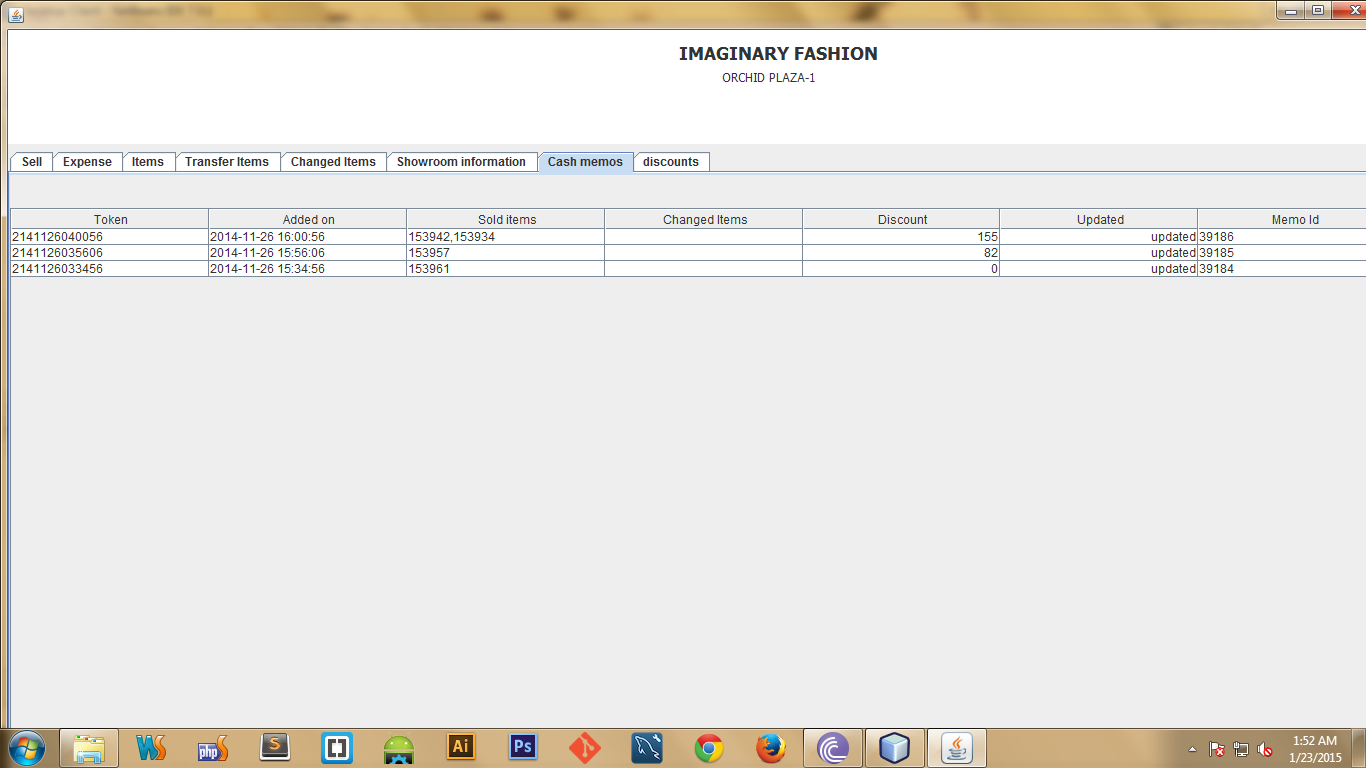 IMAGINARY FASHION
ORCHID PLAZA-1
Sell Expense Items Transfer Items Changed Items Showroom information Cash memos discounts
Token Added on Sold items Changed Items Discount Updated Memo Id
2141126040056 2014-11-26 16:00:56 153942,153934 155 updated 39186
2141126035606 2014-11-26 15:56:06 153957 82 updated 39185
2141126033456 2014-11-26 15:34:56 153961 0 updated 39184
WS php S S Ai Ps 1:52 AM
1/23/2015